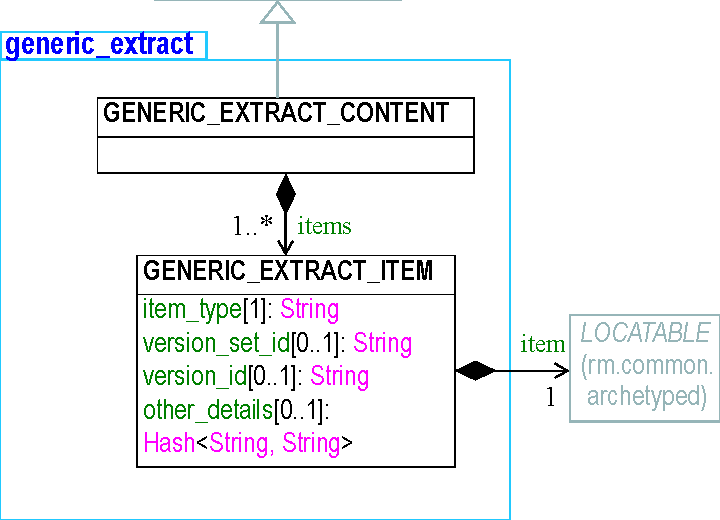 generic_extract
GENERIC_EXTRACT_CONTENT
1..* items
GENERIC_EXTRACT_ITEM
item_type[1]: String
version_set_id[0..1]: String
version_id[0..1]: String
other_details[0..1]:
Hash<String, String>
item
1
LOCATABLE
(rm.common.
archetyped)